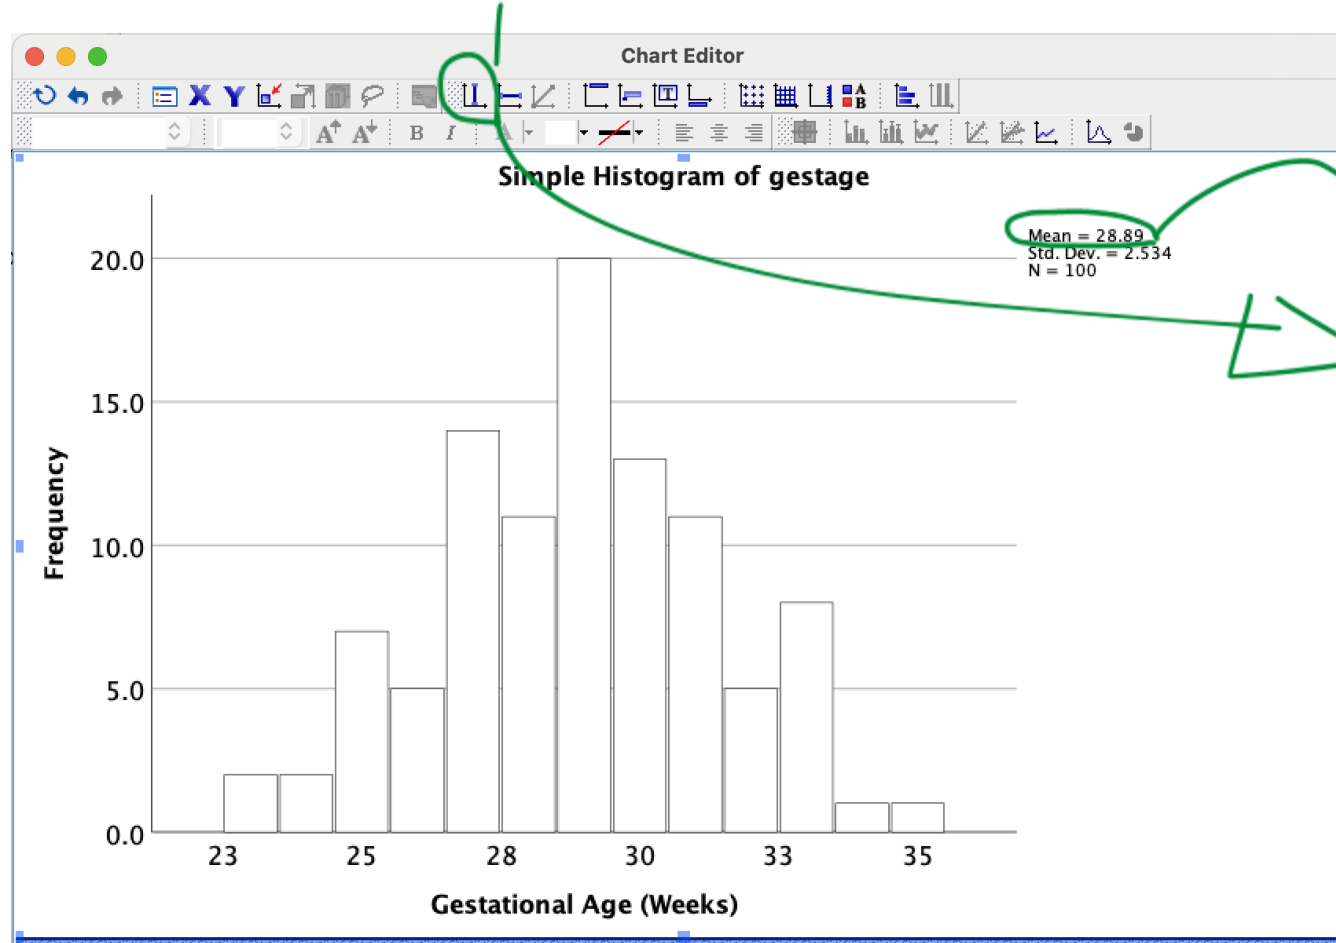 Chart Editor
X Y T A B
A A B I A
Simple Histogram of gestage
Mean = 28.89
Std. Dev. = 2.534
N = 100
20.0
15.0
10.0
5.0
0.0
Frequency
23 25 28 30 33 35
Gestational Age (Weeks)